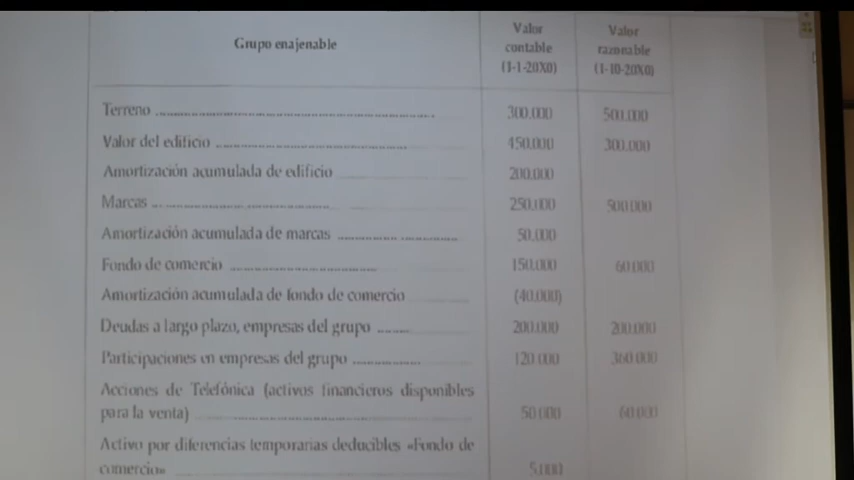 Grupo enajenable
Valor
contable
(1-1-20X0)
Valor
razonable
(1-10-20X0)
Terreno 300.000 500.000
Valor del edificio 450.000 300.000
Amortización acumulada de edificio 200.000
Marcas 250.000 500.000
Amortización acumulada de marcas 50.000
Fondo de comercio 150.000 60.000
Amortización acumulada de fondo de comercio (40.000)
Deudas a largo plazo, empresas del grupo 200.000 200.000
Participaciones en empresas del grupo 120.000 360.000
Acciones de Telefónica (activos financieros disponibles
para la venta) 50.000 60.000
Activo por diferencias temporarias deducibles «Fondo de
comercio» 5.000